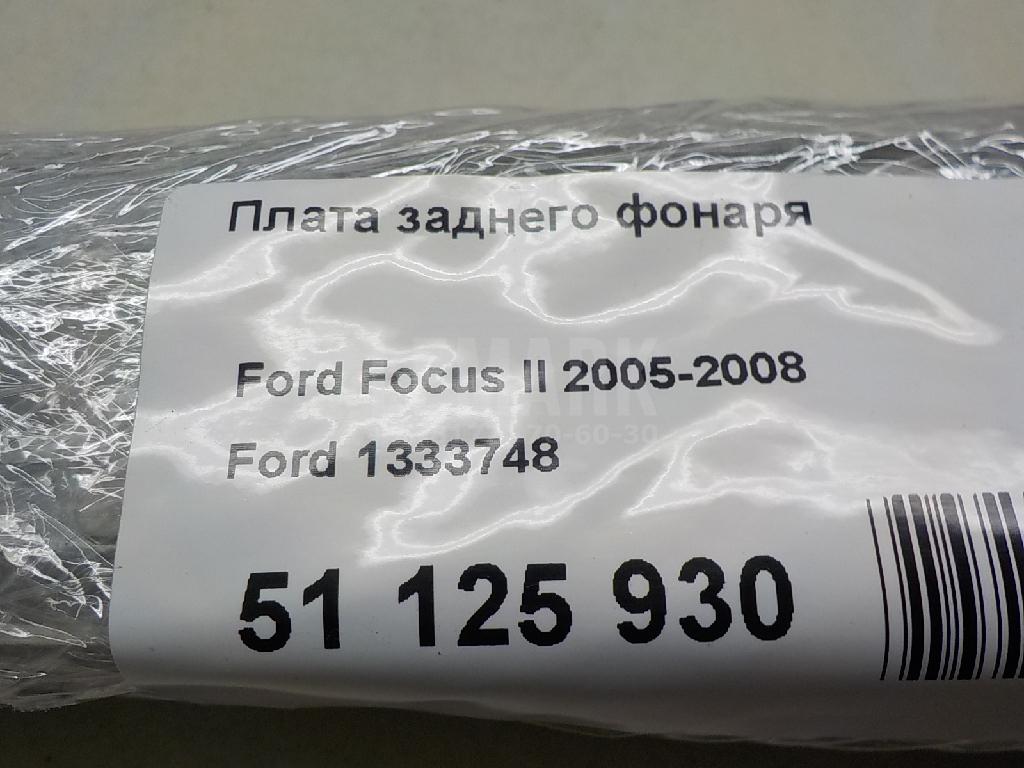 Плата заднего фонаря
Ford Focus II 2005-2008
Ford 1333748
51 125 930